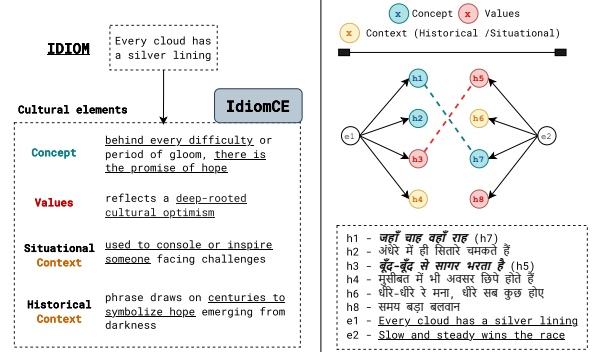 IDIOM
Every cloud has
a silver lining
IdiomCE
Cultural elements
Concept
behind every difficulty or
period of gloom, there is
the promise of hope
Values
reflects a deep-rooted
cultural optimism
Situational
Context
used to console or inspire
someone facing challenges
Historical
Context
phrase draws on centuries to
symbolize hope emerging from
darkness
x Concept x Values
x Context (Historical /Situational)
h1 h5
h2 h6
e1 e2
h3 h7
h4 h8
h1 - जहाँ चाह वहाँ राह (h7)
h2 - अंधेरे में ही सितारे चमकते हैं
h3 - बूँद-बूँद से सागर भरता है (h5)
h4 - मुसीबत में भी अवसर छिपे होते हैं
h6 - धीरे-धीरे रे मना, धीरे सब कुछ होए
h8 - समय बड़ा बलवान
e1 - Every cloud has a silver lining
e2 - Slow and steady wins the race